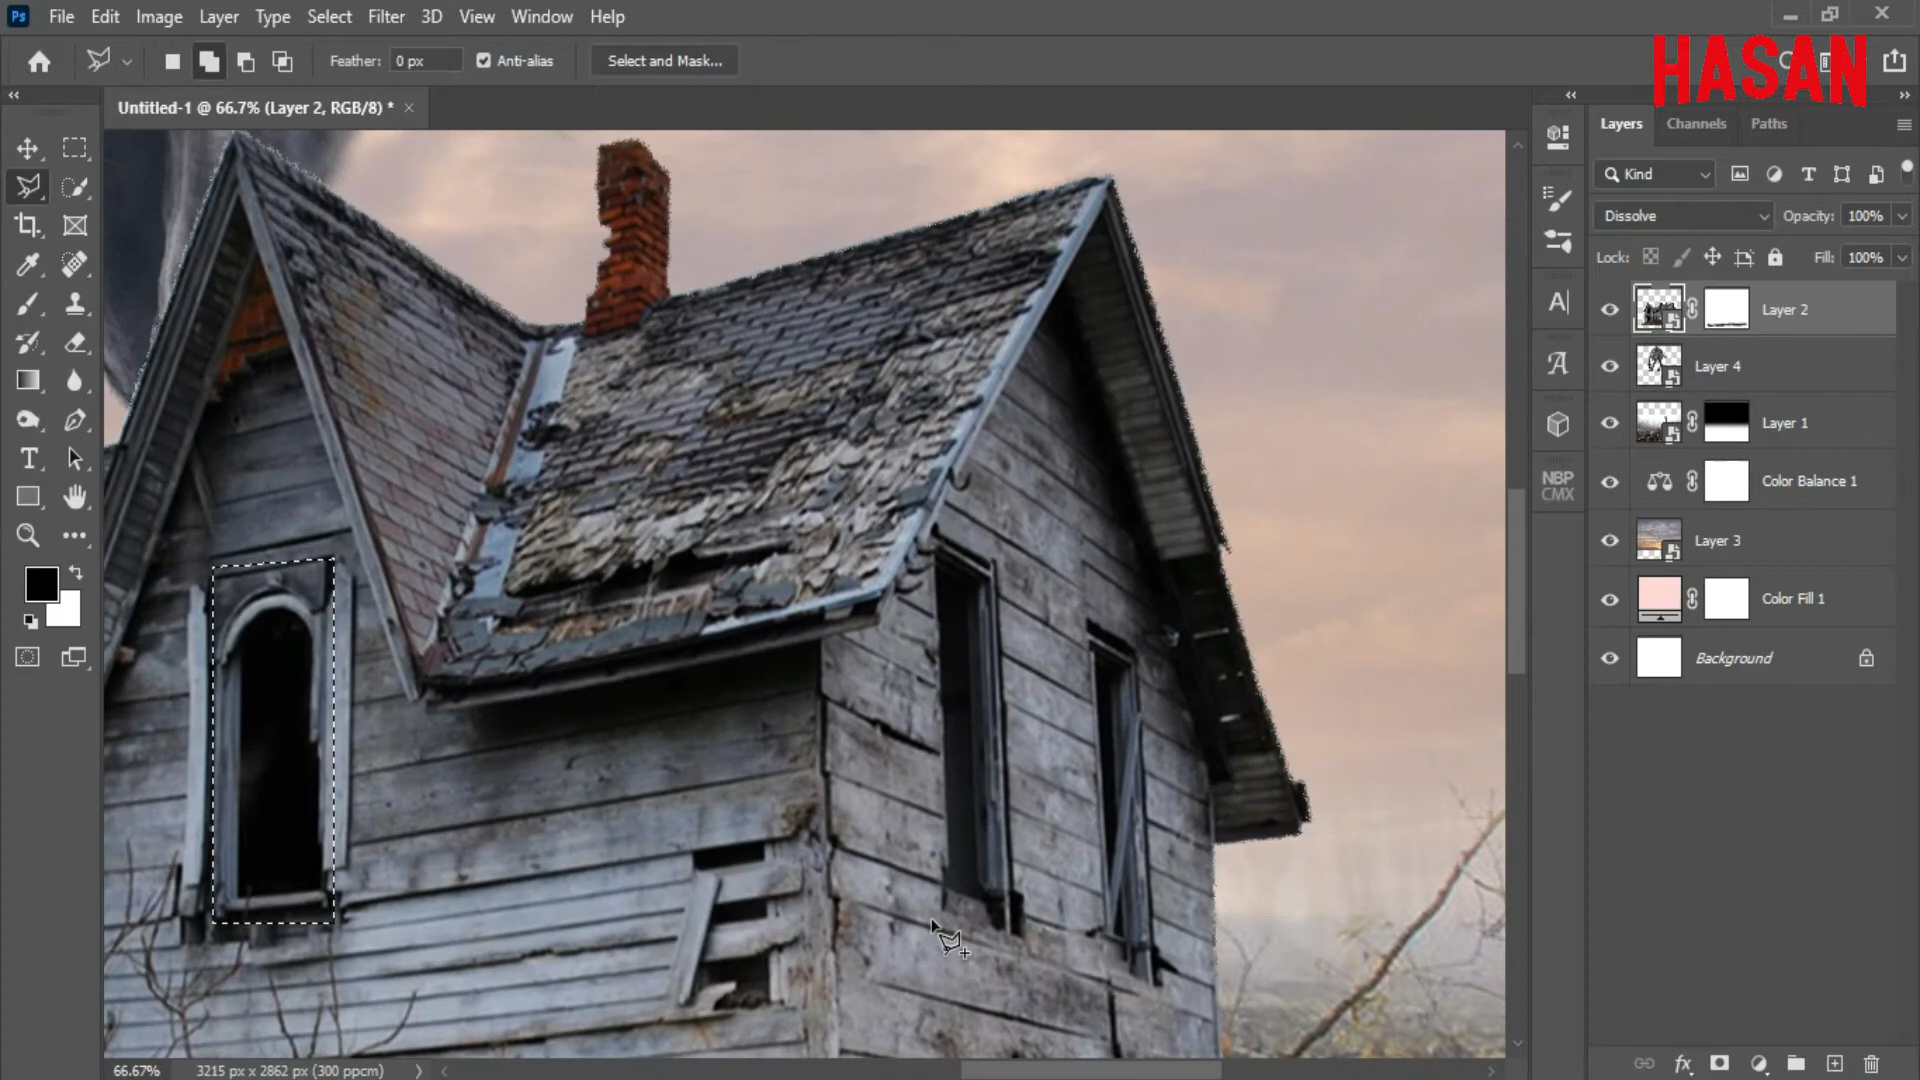 Ps File Edit Image Layer Type Select Filter 3D View Window Help
Feather: 0 px Anti-alias Select and Mask...
HASAN
Untitled-1 @ 66.7% (Layer 2, RGB/8) *
Layers Channels Paths
Kind
Dissolve Opacity: 100%
Lock: Fill: 100%
Layer 2
Layer 4
Layer 1
Color Balance 1
Layer 3
Color Fill 1
Background
NBP
CMX
66.67% 3215 px x 2862 px (300 ppcm)